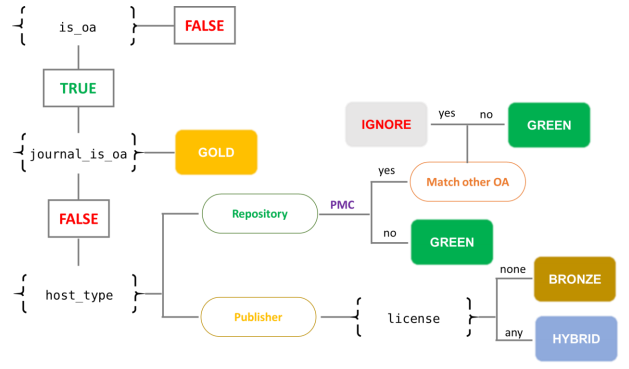 { is_oa }
FALSE
TRUE
{ journal_is_oa }
GOLD
FALSE
{ host_type }
Repository
PMC
yes
no
Match other OA
yes
no
IGNORE
GREEN
GREEN
Publisher
{ license }
none
any
BRONZE
HYBRID